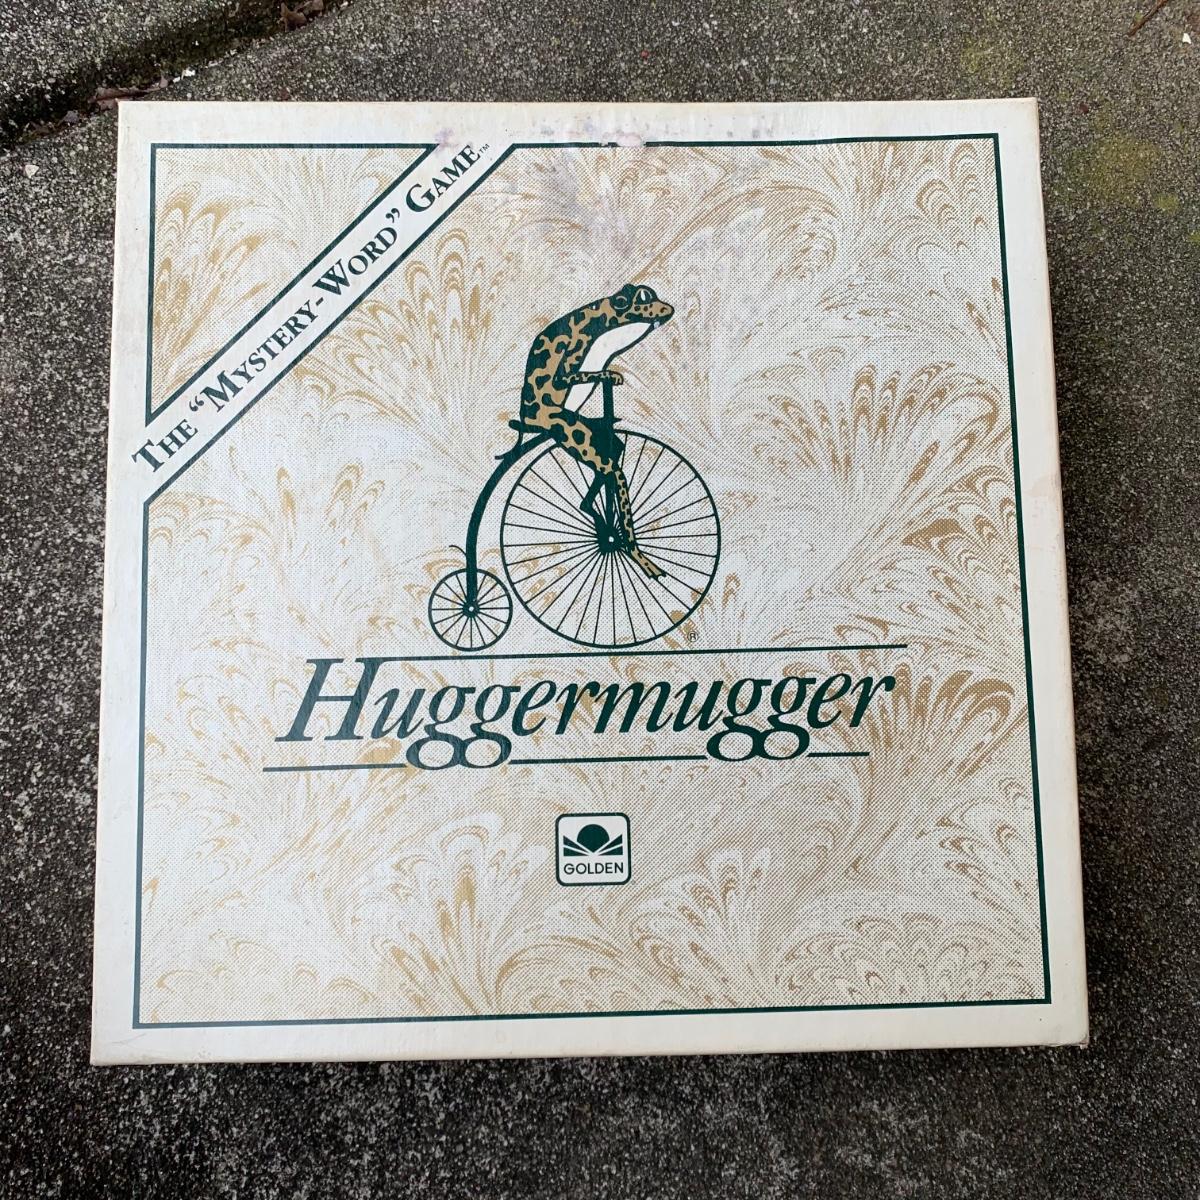 THE “MYSTERY-WORD” GAME™
®
Huggermugger
GOLDEN